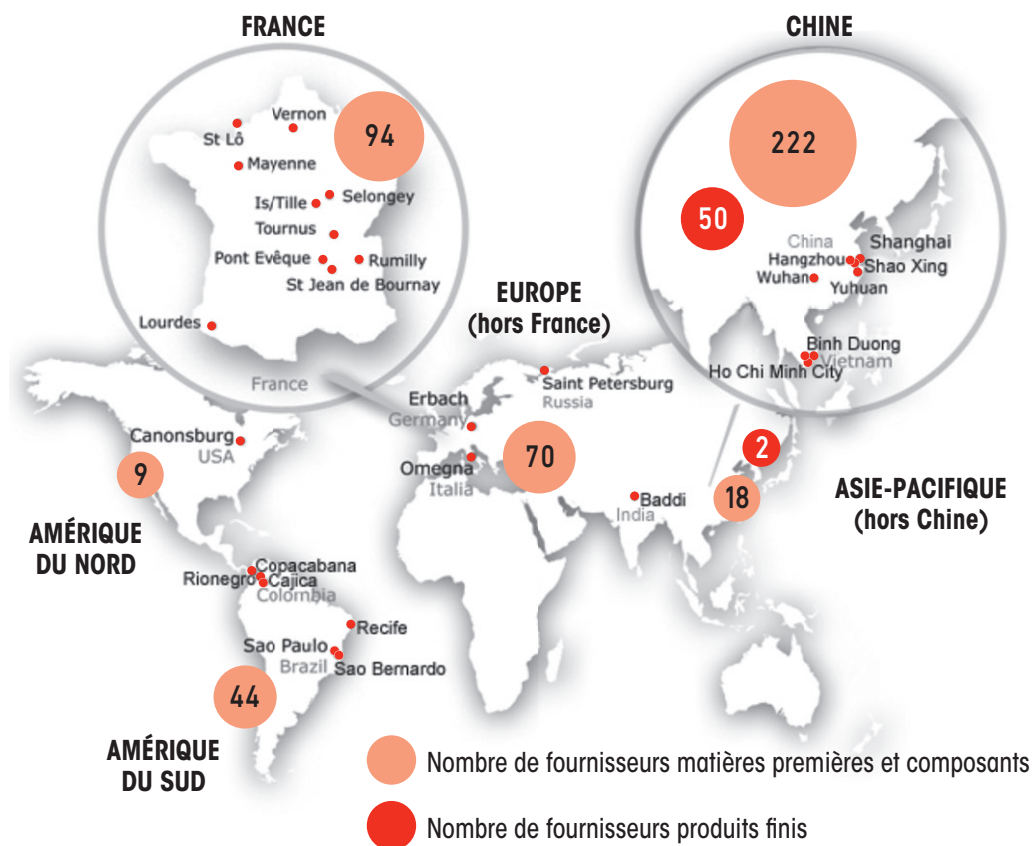 FRANCE
Vernon
St Lô
94
Mayenne
Selongey
Is/Tille
Tournus
Pont Evêque
Rumilly
St Jean de Bournay
Lourdes
France
CHINE
222
50
China
Shanghai
Hangzhou
Shao Xing
Wuhan
Yuhuan
Binh Duong
Vietnam
Ho Chi Minh City
EUROPE
(hors France)
Saint Petersburg
Russia
Erbach
Germany
Omegna
Italia
70
Canonsburg
USA
9
AMÉRIQUE
DU NORD
2
18
Baddi
India
ASIE-PACIFIQUE
(hors Chine)
Copacabana
Rionegro
Cajica
Colombia
Recife
Sao Paulo
Brazil
Sao Bernardo
44
AMÉRIQUE
DU SUD
Nombre de fournisseurs matières premières et composants
Nombre de fournisseurs produits finis